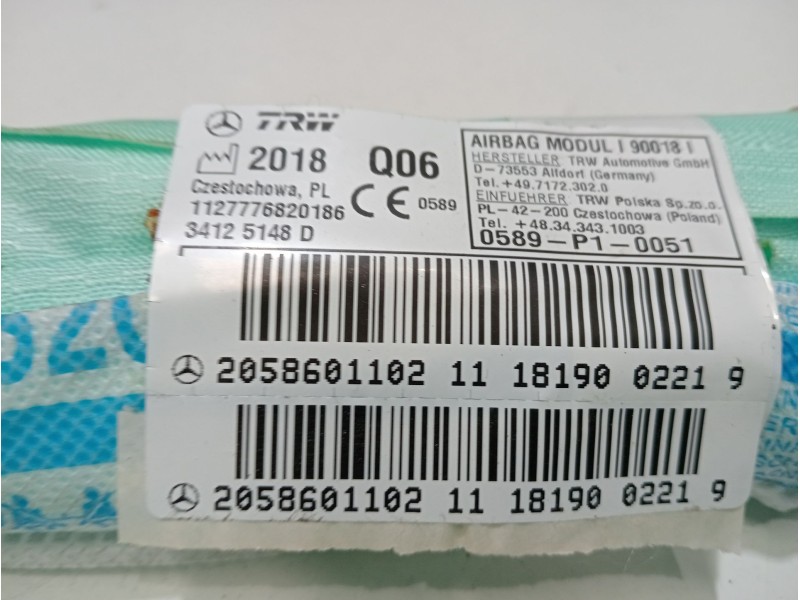 TRW
2018 Q06
Czestochowa, PL
1127776820186
CE 0589
3412 5148 D
AIRBAG MODUL I 90018 I
HERSTELLER TRW Automotive GmbH
D-73553 Alfdorf (Germany)
Tel. +49.7172.302.0
EINFUEHRER TRW Polska Sp.zo.o.
PL-42-200 Czestochowa (Poland)
Tel. +48.34.343.1003
0589-P1-0051
2058601102 11 18190 0221 9
2058601102 11 18190 0221 9